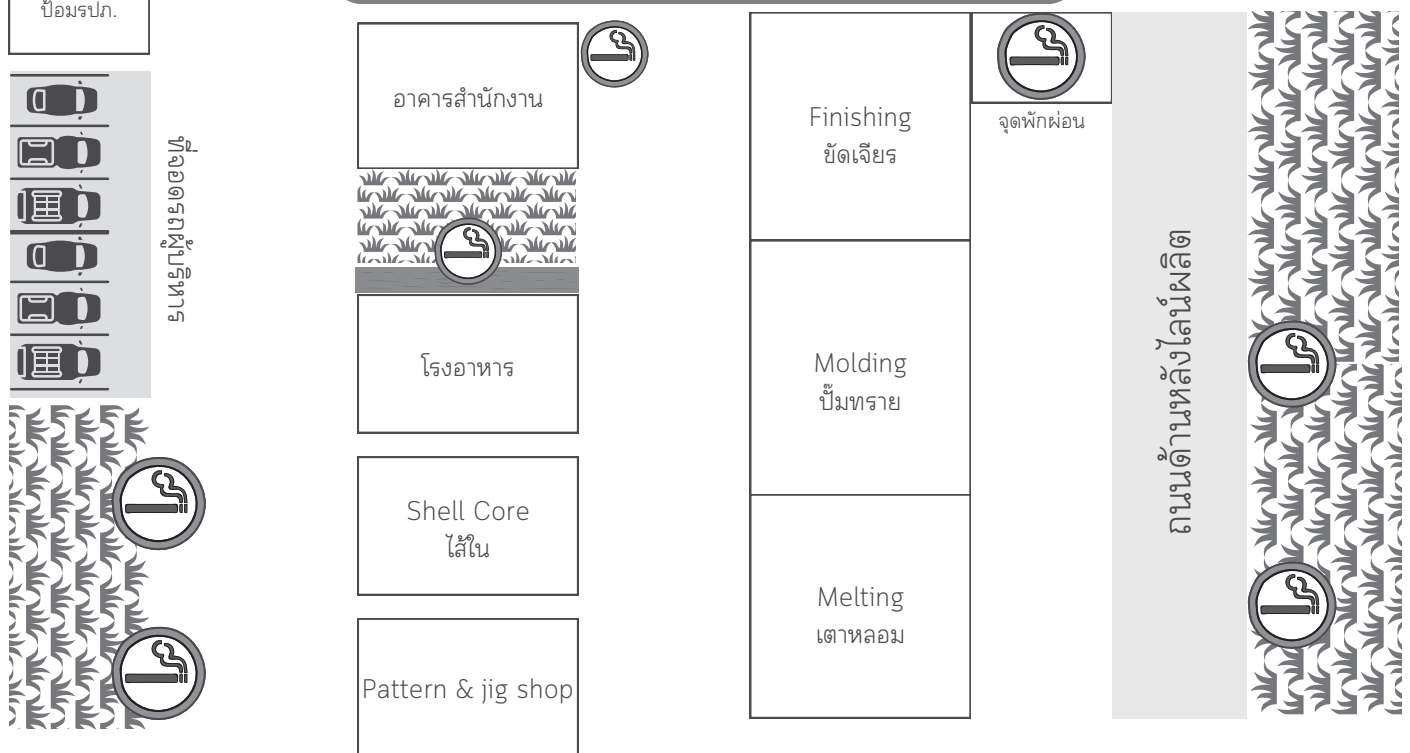 ป้อมรปภ.
ที่จอดรถผู้บริหาร
อาคารสำนักงาน
โรงอาหาร
Shell Core
ไส้ใน
Pattern & jig shop
Finishing
ขัดเจียร
จุดพักผ่อน
Molding
ปั๊มทราย
Melting
เตาหลอม
ถนนด้านหลังไลน์ผลิต